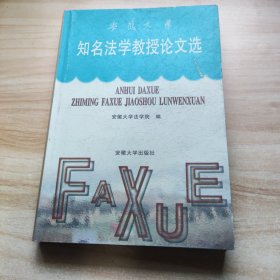 安徽大学
知名法学教授论文选
ANHUI DAXUE
ZHIMING FAXUE JIAOSHOU LUNWENXUAN
安徽大学法学院 编
安徽大学出版社
FAXUE